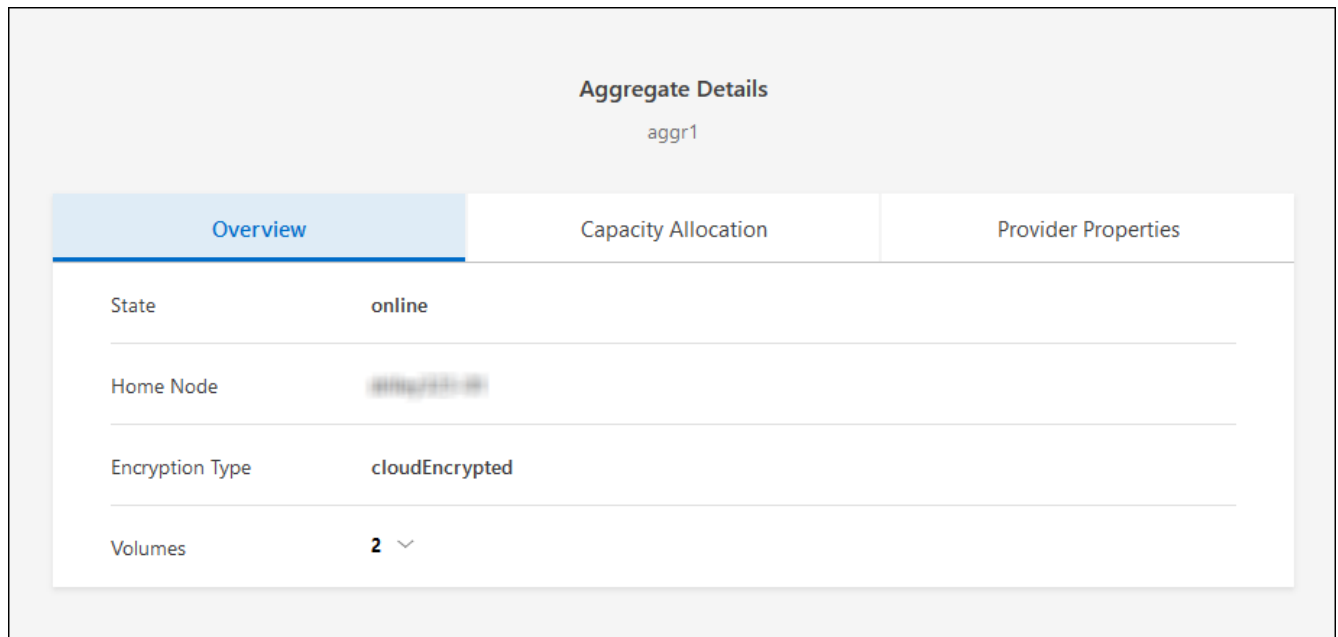 Aggregate Details
aggr1
Overview Capacity Allocation Provider Properties
State online
Home Node
Encryption Type cloudEncrypted
Volumes 2